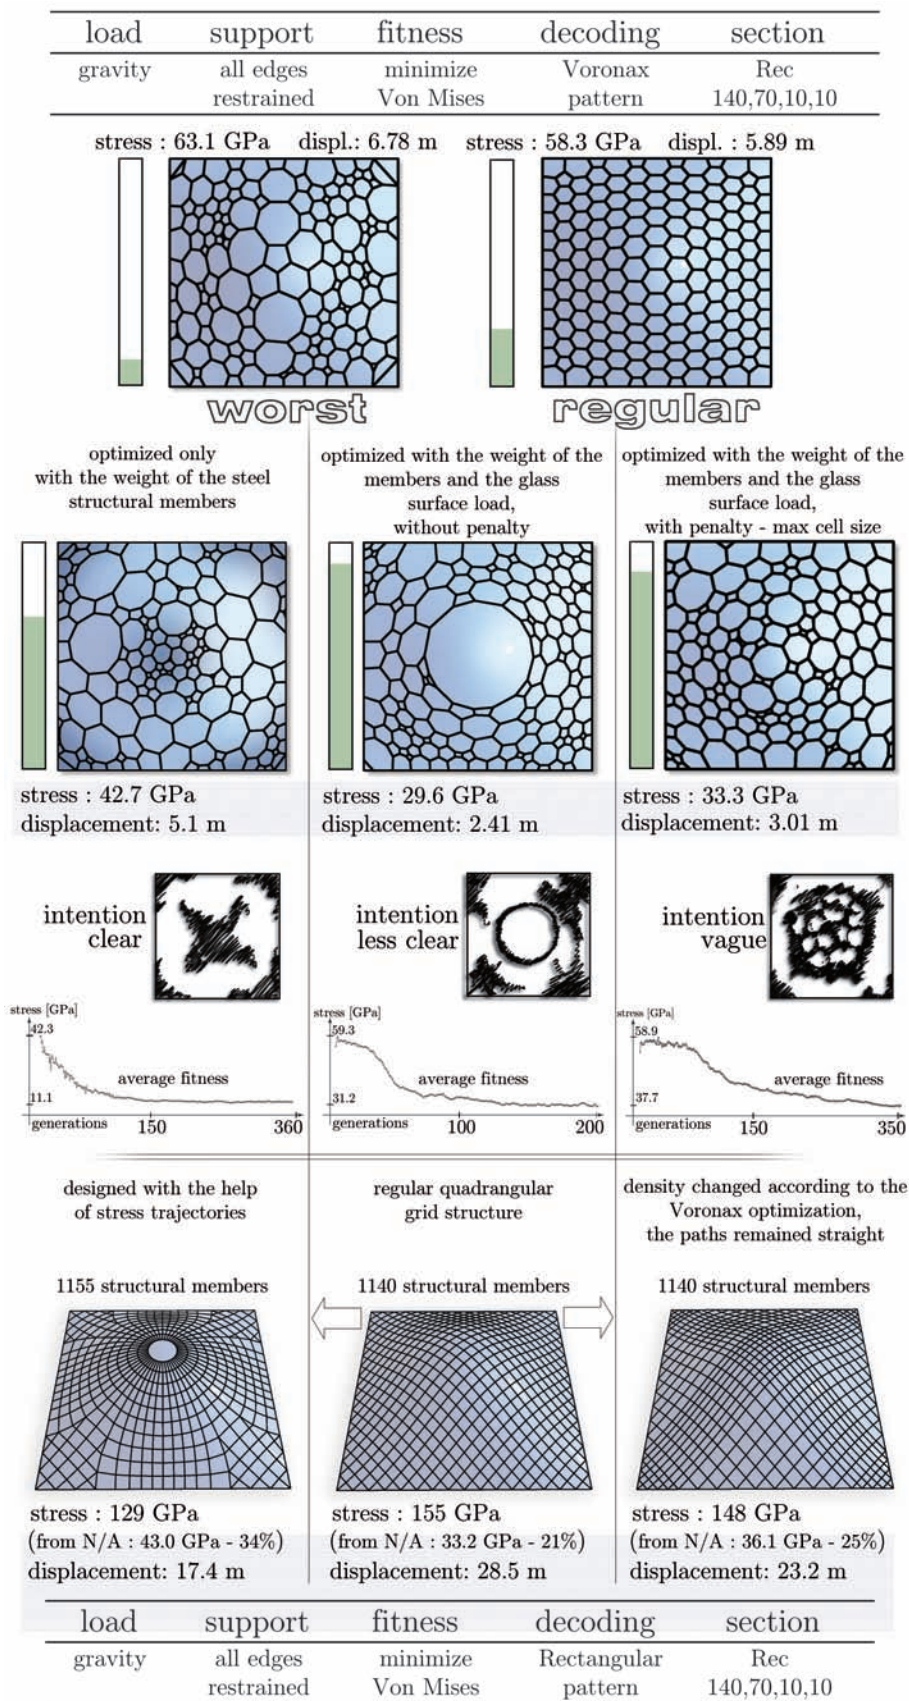 load support fitness decoding section
gravity all edges minimize Voronax Rec
restrained Von Mises pattern 140,70,10,10
stress : 63.1 GPa displ.: 6.78 m stress : 58.3 GPa displ. : 5.89 m
worst regular
optimized only
with the weight of the steel
structural members
optimized with the weight of the
members and the glass
surface load,
without penalty
optimized with the weight of the
members and the glass
surface load,
with penalty - max cell size
stress : 42.7 GPa
displacement: 5.1 m
stress : 29.6 GPa
displacement: 2.41 m
stress : 33.3 GPa
displacement: 3.01 m
intention
clear
intention
less clear
intention
vague
stress [GPa]
42.3
average fitness
11.1
generations 150 360
stress [GPa]
59.3
average fitness
31.2
generations 100 200
stress [GPa]
58.9
average fitness
37.7
generations 150 350
designed with the help
of stress trajectories
regular quadrangular
grid structure
density changed according to the
Voronax optimization,
the paths remained straight
1155 structural members
1140 structural members
1140 structural members
stress : 129 GPa
(from N/A : 43.0 GPa - 34%)
displacement: 17.4 m
stress : 155 GPa
(from N/A : 33.2 GPa - 21%)
displacement: 28.5 m
stress : 148 GPa
(from N/A : 36.1 GPa - 25%)
displacement: 23.2 m
load support fitness decoding section
gravity all edges minimize Rectangular Rec
restrained Von Mises pattern 140,70,10,10